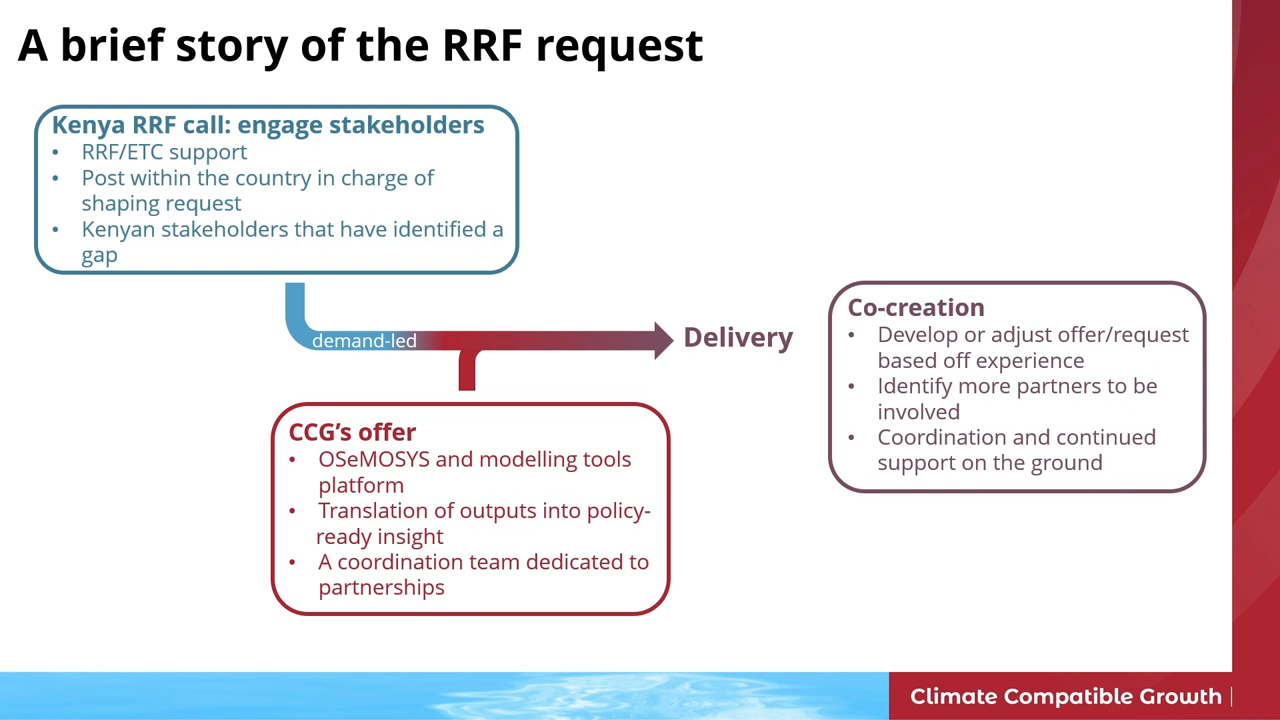 A brief story of the RRF request
Kenya RRF call: engage stakeholders
• RRF/ETC support
• Post within the country in charge of
shaping request
• Kenyan stakeholders that have identified a
gap
demand-led
Delivery
Co-creation
• Develop or adjust offer/request
based off experience
• Identify more partners to be
involved
• Coordination and continued
support on the ground
CCG’s offer
• OSeMOSYS and modelling tools
platform
• Translation of outputs into policy-
ready insight
• A coordination team dedicated to
partnerships
Climate Compatible Growth |